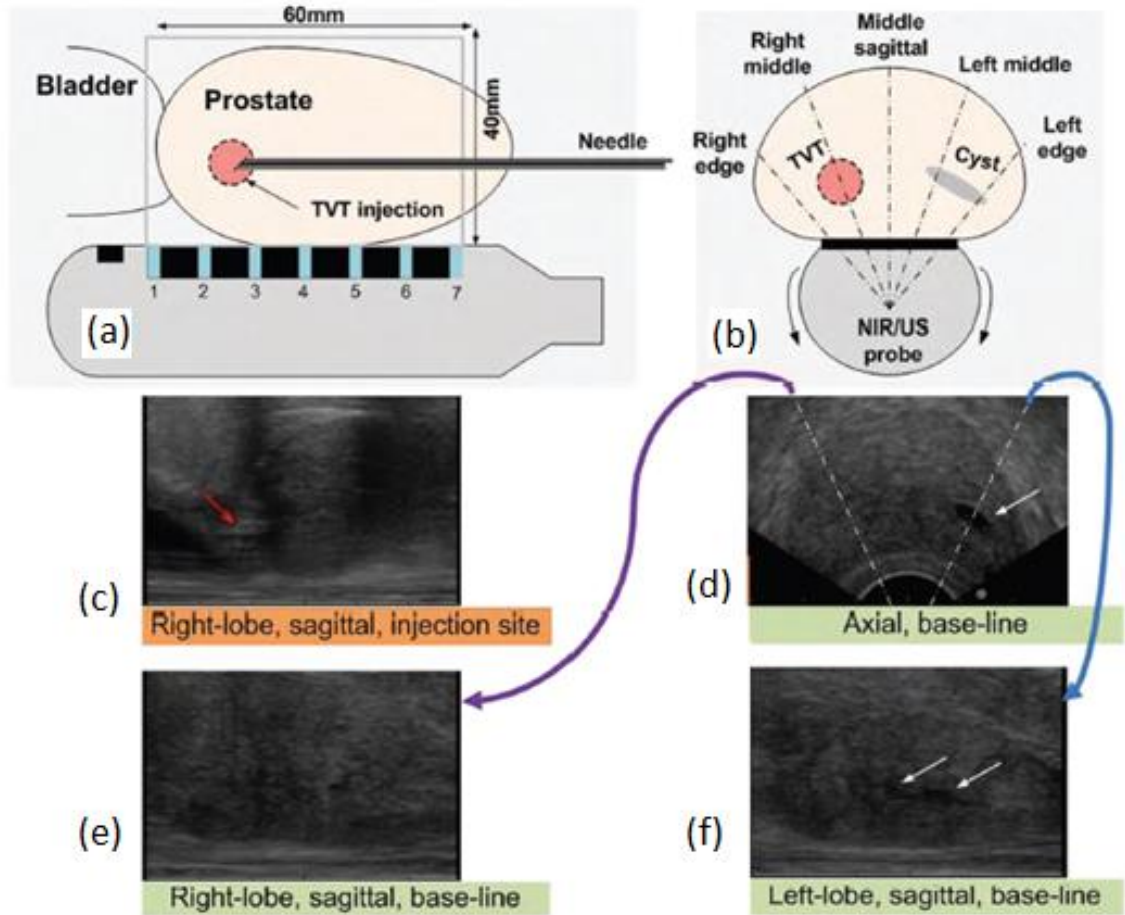 60mm
Bladder
Prostate
40mm
Needle
TVT injection
1 2 3 4 5 6 7
(a)
Middle
sagittal
Right
middle
Left middle
Right
edge
Left
edge
TVT
Cyst
NIR/US
probe
(b)
(c)
Right-lobe, sagittal, injection site
(d)
Axial, base-line
(e)
Right-lobe, sagittal, base-line
(f)
Left-lobe, sagittal, base-line